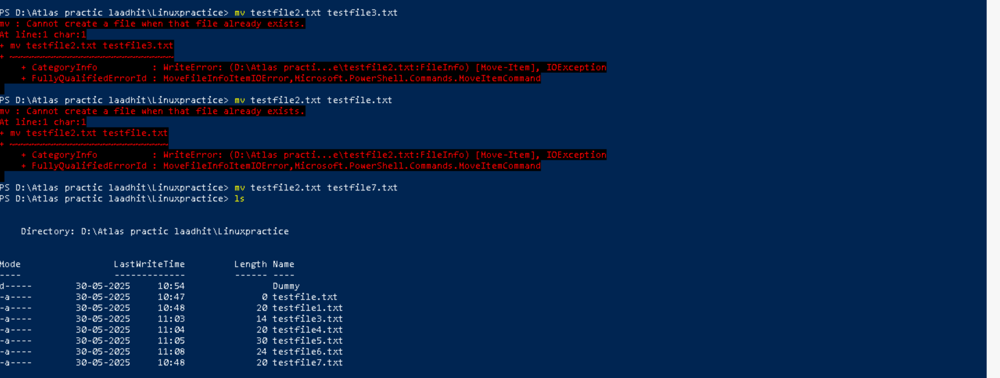 PS D:\Atlas practic laadhit\Linuxpractice> mv testfile2.txt testfile3.txt
mv : Cannot create a file when that file already exists.
At line:1 char:1
+ mv testfile2.txt testfile3.txt
+ ~~~~~~~~~~~~~~~~~~~~~~~~~~~~~~
    + CategoryInfo          : WriteError: (D:\Atlas practi...e\testfile2.txt:FileInfo) [Move-Item], IOException
    + FullyQualifiedErrorId : MoveFileInfoItemIOError,Microsoft.PowerShell.Commands.MoveItemCommand

PS D:\Atlas practic laadhit\Linuxpractice> mv testfile2.txt testfile.txt
mv : Cannot create a file when that file already exists.
At line:1 char:1
+ mv testfile2.txt testfile.txt
+ ~~~~~~~~~~~~~~~~~~~~~~~~~~~~~
    + CategoryInfo          : WriteError: (D:\Atlas practi...e\testfile2.txt:FileInfo) [Move-Item], IOException
    + FullyQualifiedErrorId : MoveFileInfoItemIOError,Microsoft.PowerShell.Commands.MoveItemCommand

PS D:\Atlas practic laadhit\Linuxpractice> mv testfile2.txt testfile7.txt
PS D:\Atlas practic laadhit\Linuxpractice> ls

    Directory: D:\Atlas practic laadhit\Linuxpractice

Mode                 LastWriteTime         Length Name
----                 -------------         ------ ----
d-----        30-05-2025     10:54                Dummy
-a----        30-05-2025     10:47              0 testfile.txt
-a----        30-05-2025     10:48             20 testfile1.txt
-a----        30-05-2025     11:03             14 testfile3.txt
-a----        30-05-2025     11:04             20 testfile4.txt
-a----        30-05-2025     11:05             30 testfile5.txt
-a----        30-05-2025     11:08             24 testfile6.txt
-a----        30-05-2025     10:48             20 testfile7.txt